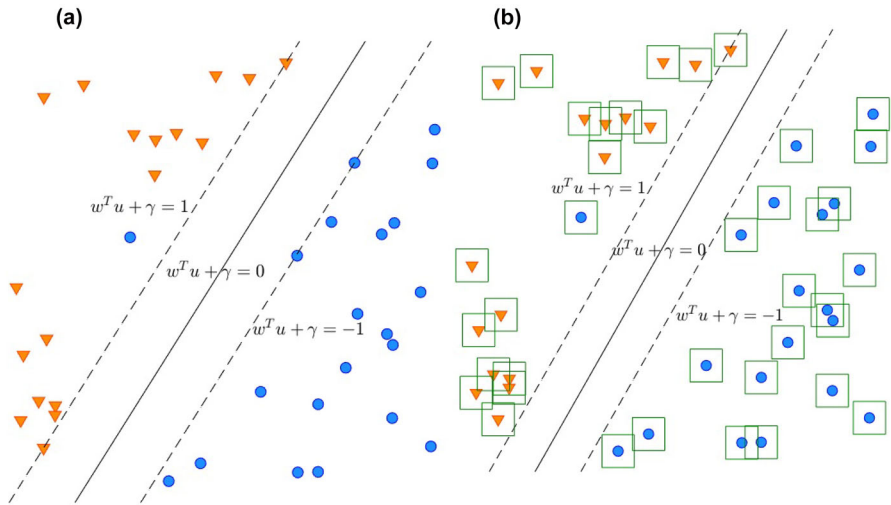 (a)
(b)
w^T u + γ = 1
w^T u + γ = 0
w^T u + γ = −1
w^T u + γ = 1
w^T u + γ = 0
w^T u + γ = −1